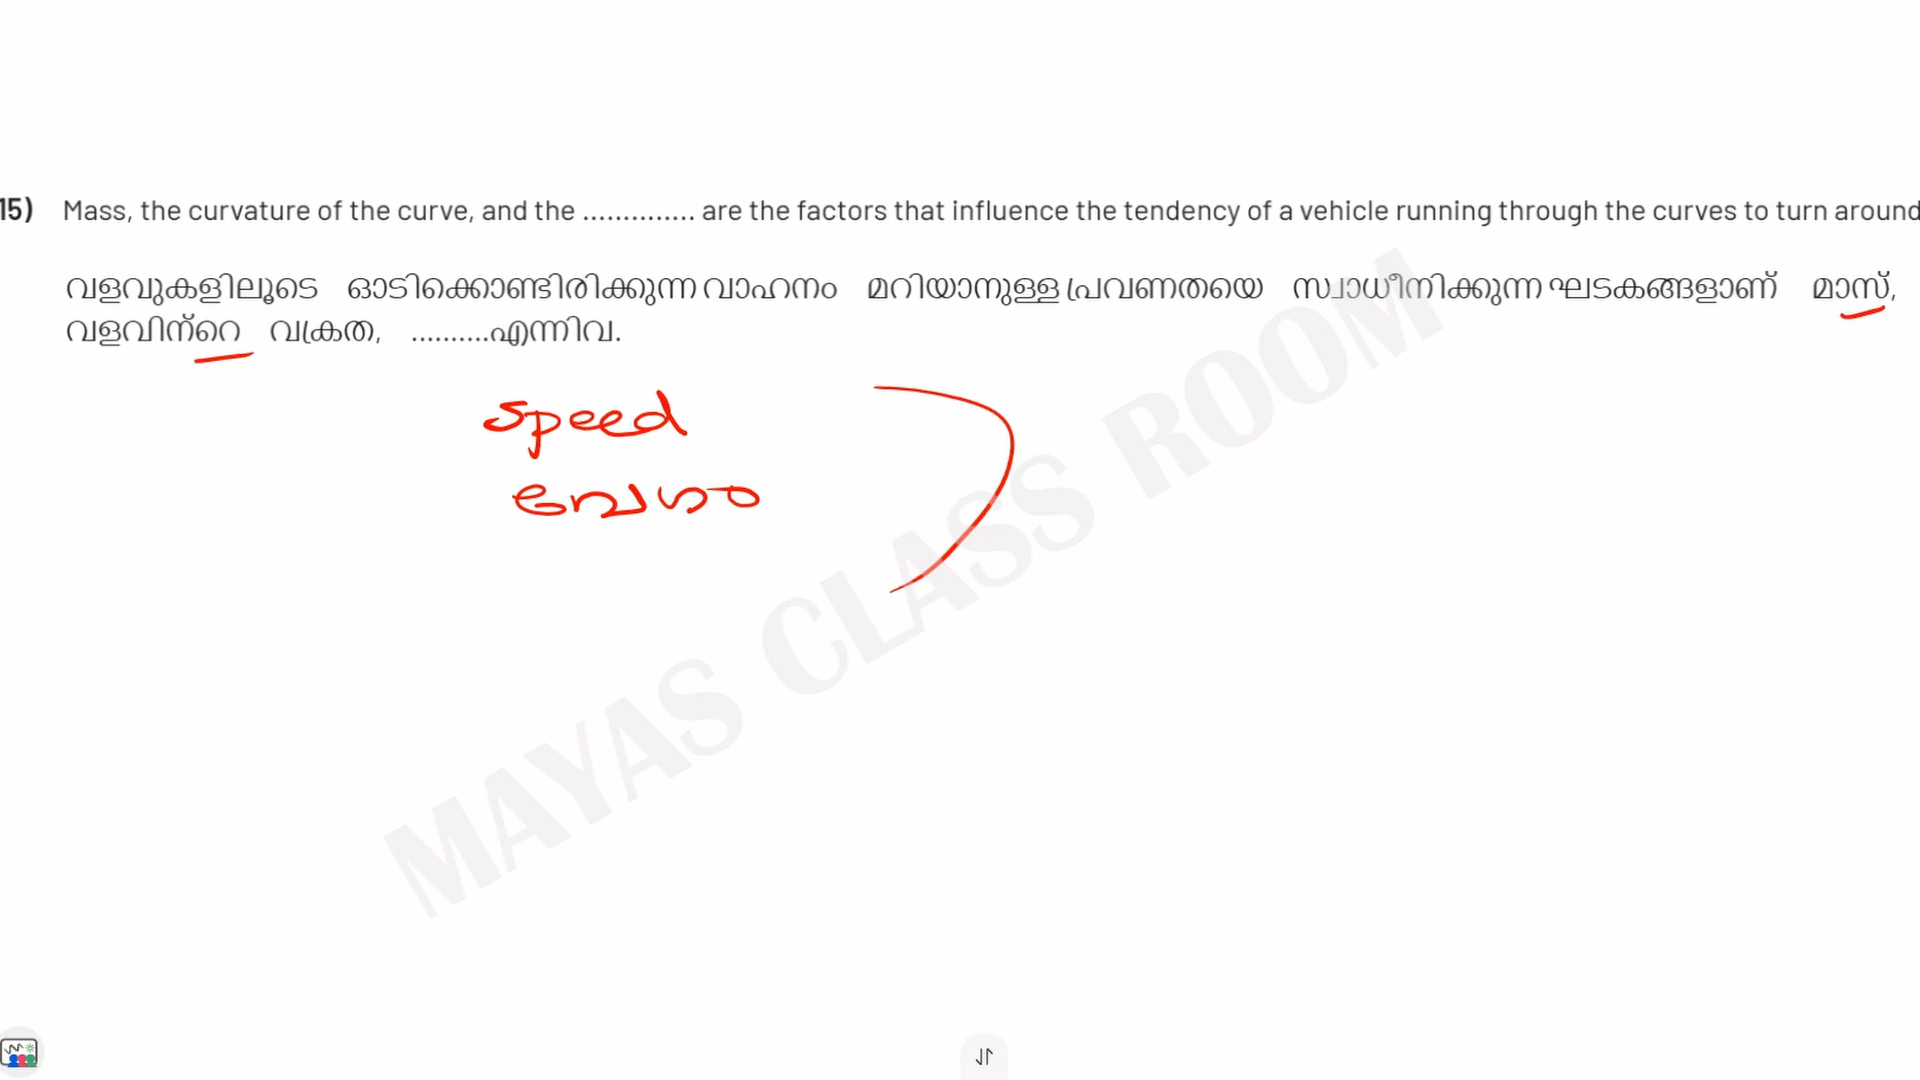 15) Mass, the curvature of the curve, and the .............. are the factors that influence the tendency of a vehicle running through the curves to turn around
വളവുകളിലൂടെ ഓടിക്കൊണ്ടിരിക്കുന്ന വാഹനം മറിയാനുള്ള പ്രവണതയെ സ്വാധീനിക്കുന്ന ഘടകങ്ങളാണ് മാസ്,
വളവിന്റെ വക്രത, ..........എന്നിവ.
speed
വേഗം
MAYAS CLASS ROOM